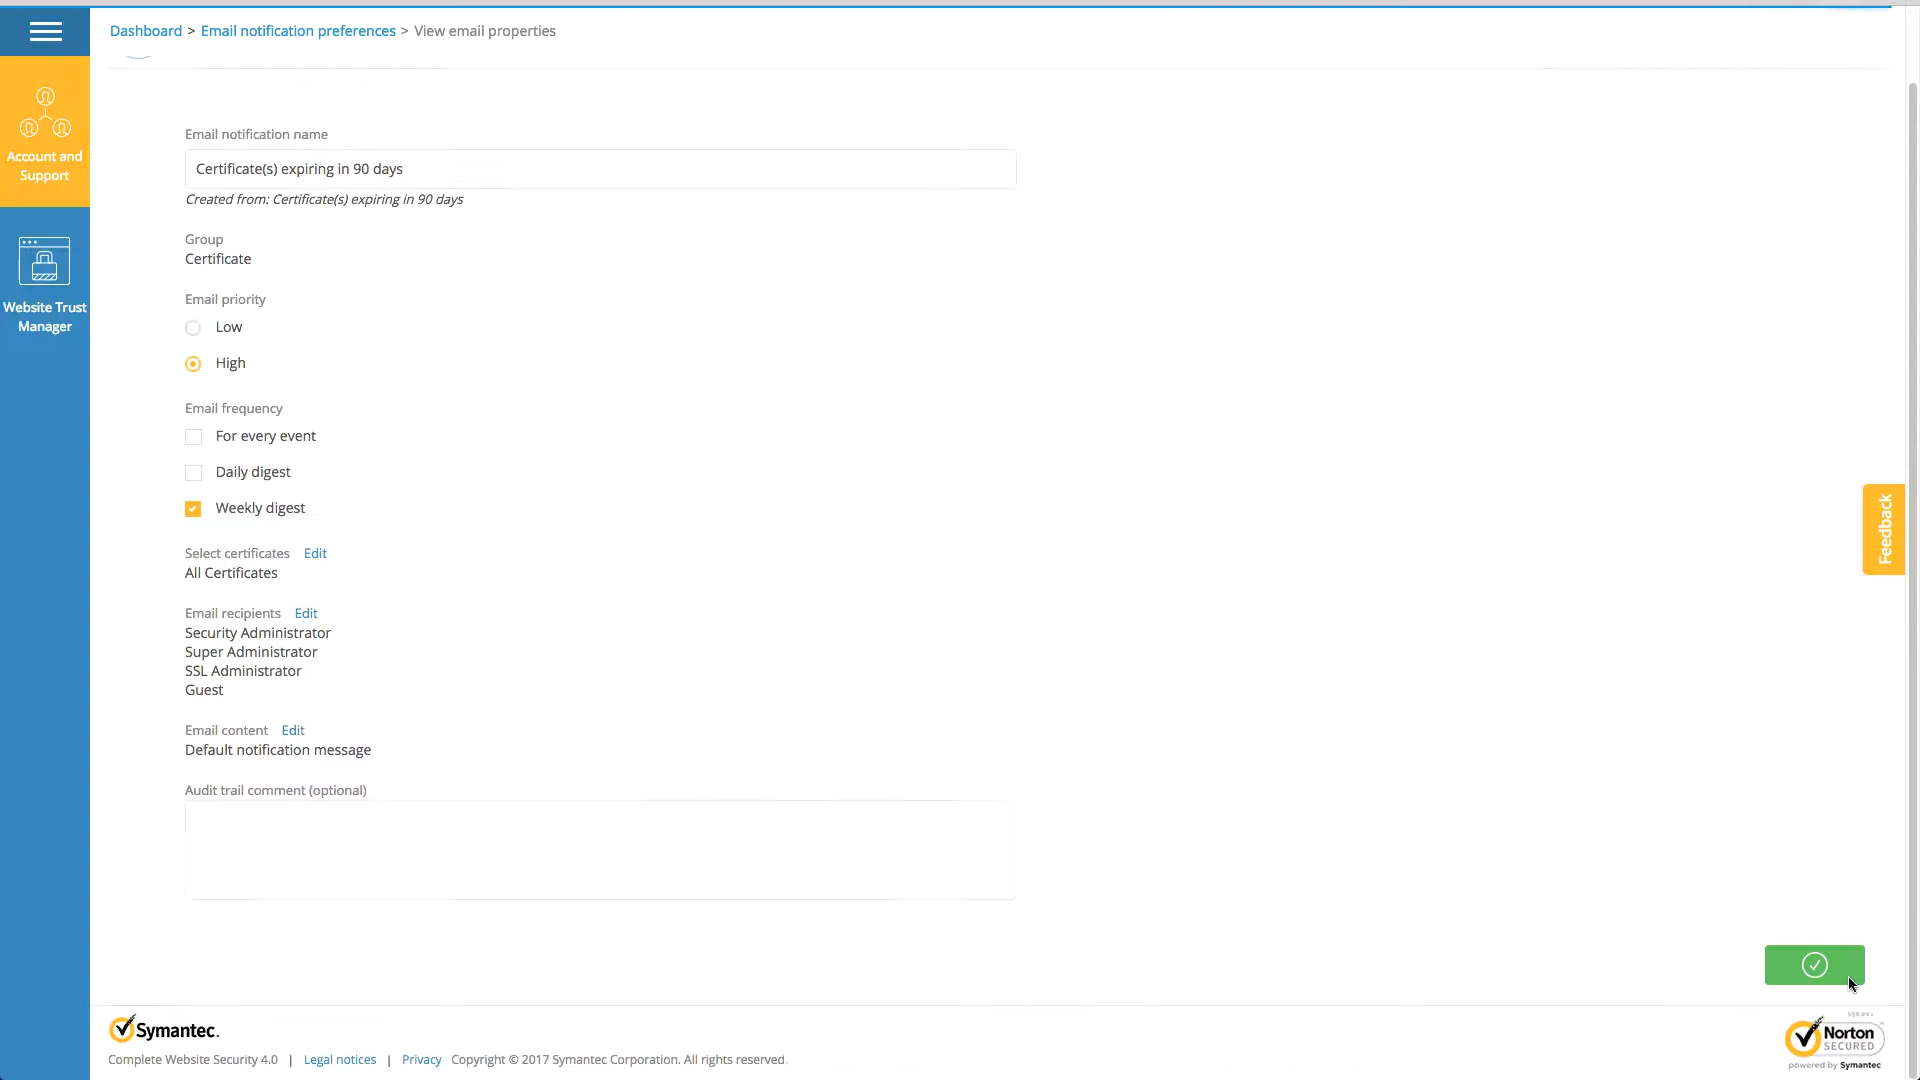 Dashboard > Email notification preferences > View email properties
Account and
Support
Website Trust
Manager
Email notification name
Certificate(s) expiring in 90 days
Created from: Certificate(s) expiring in 90 days
Group
Certificate
Email priority
Low
High
Email frequency
For every event
Daily digest
Weekly digest
Select certificates Edit
All Certificates
Email recipients Edit
Security Administrator
Super Administrator
SSL Administrator
Guest
Email content Edit
Default notification message
Audit trail comment (optional)
Feedback
Symantec.
Complete Website Security 4.0 | Legal notices | Privacy Copyright © 2017 Symantec Corporation. All rights reserved.
Norton
SECURED
powered by Symantec